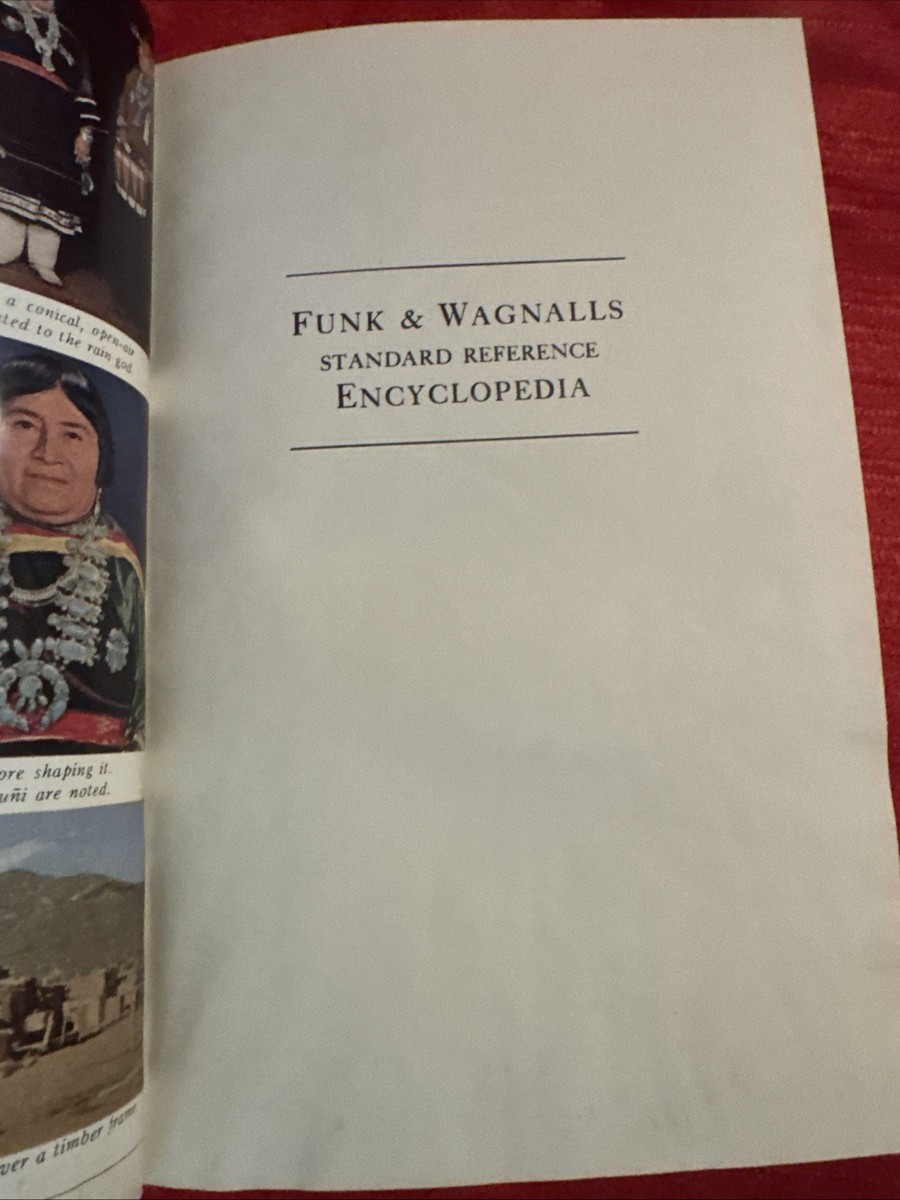 a conical, open-air
ted to the rain god.
ore shaping it.
uñi are noted.
ver a timber frame
FUNK & WAGNALLS
STANDARD REFERENCE
ENCYCLOPEDIA